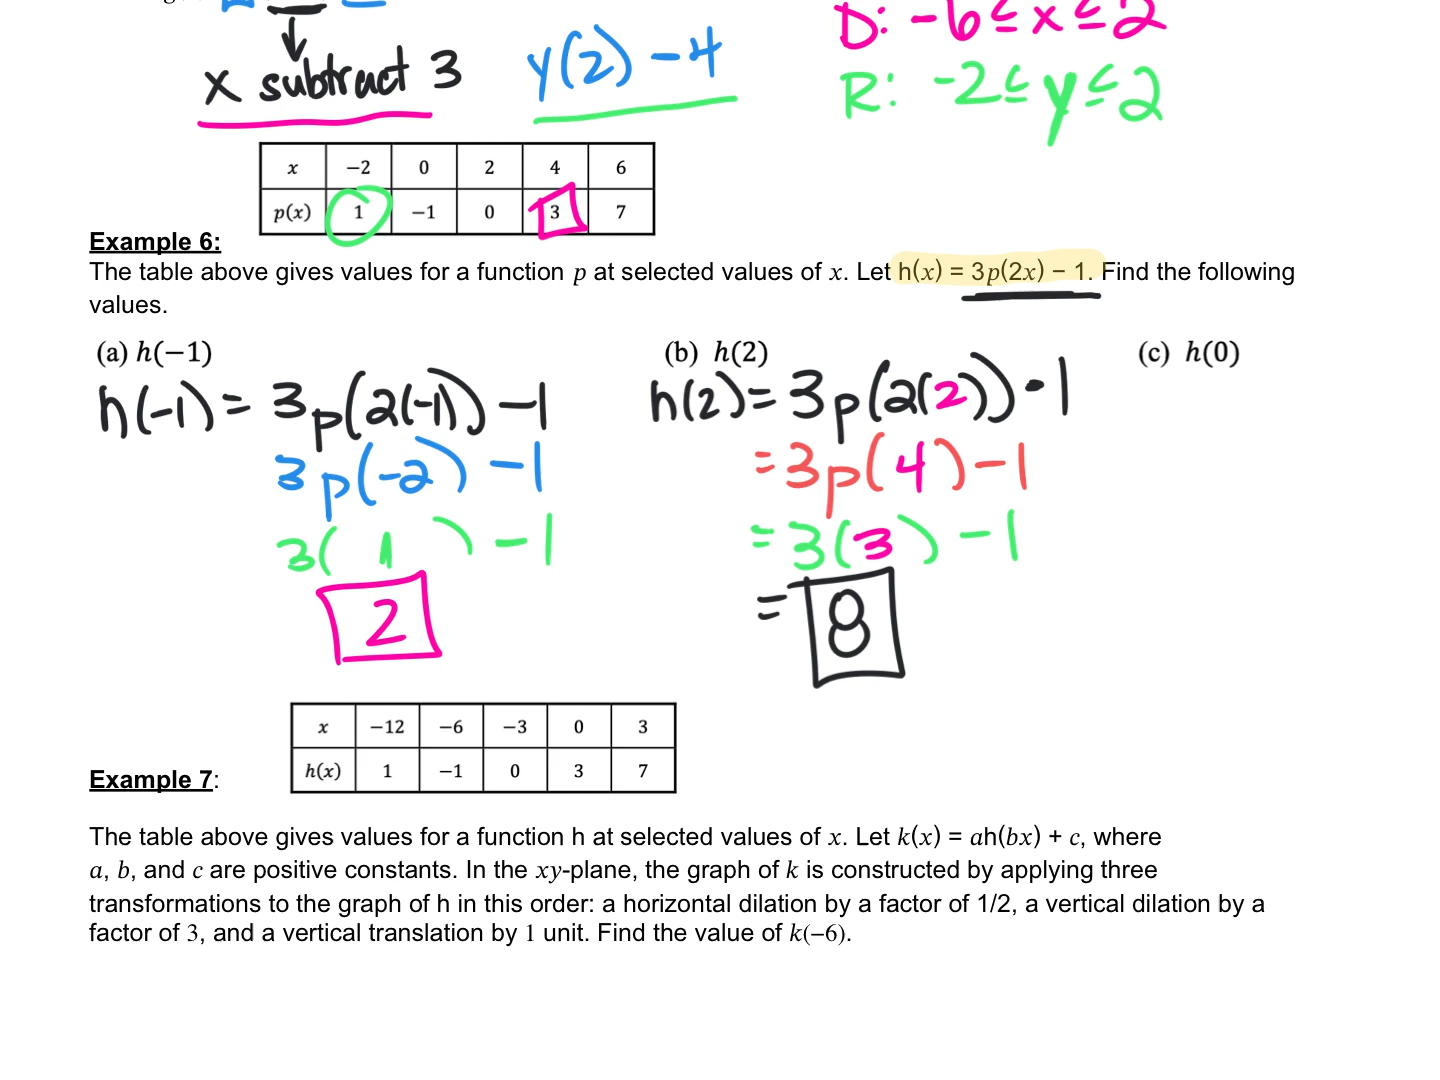 D: -6 ≤ x ≤ 2
x subtract 3 y(2) - 4 R: -2 ≤ y ≤ 2
x −2 0 2 4 6
p(x) 1 −1 0 3 7
Example 6:
The table above gives values for a function p at selected values of x. Let h(x) = 3p(2x) − 1. Find the following
values.
(a) h(−1) (b) h(2) (c) h(0)
h(-1) = 3p(2(-1)) - 1 h(2) = 3p(2(2)) - 1
3p(-2) - 1 = 3p(4) - 1
3(1) - 1 = 3(3) - 1
2 = 8
x −12 −6 −3 0 3
h(x) 1 −1 0 3 7
Example 7:
The table above gives values for a function h at selected values of x. Let k(x) = ah(bx) + c, where
a, b, and c are positive constants. In the xy-plane, the graph of k is constructed by applying three
transformations to the graph of h in this order: a horizontal dilation by a factor of 1/2, a vertical dilation by a
factor of 3, and a vertical translation by 1 unit. Find the value of k(−6).